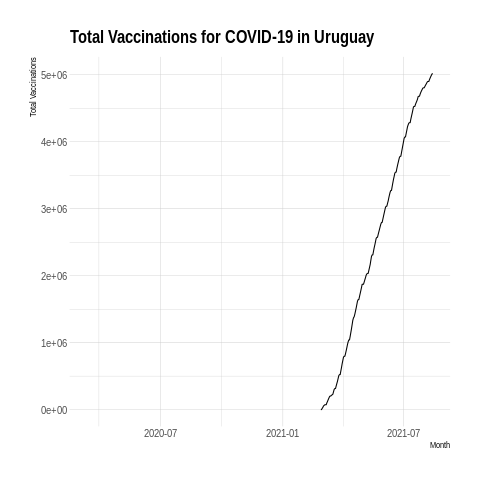 Total Vaccinations for COVID-19 in Uruguay
Total Vaccinations
5e+06
4e+06
3e+06
2e+06
1e+06
0e+00
2020-07 2021-01 2021-07
Month